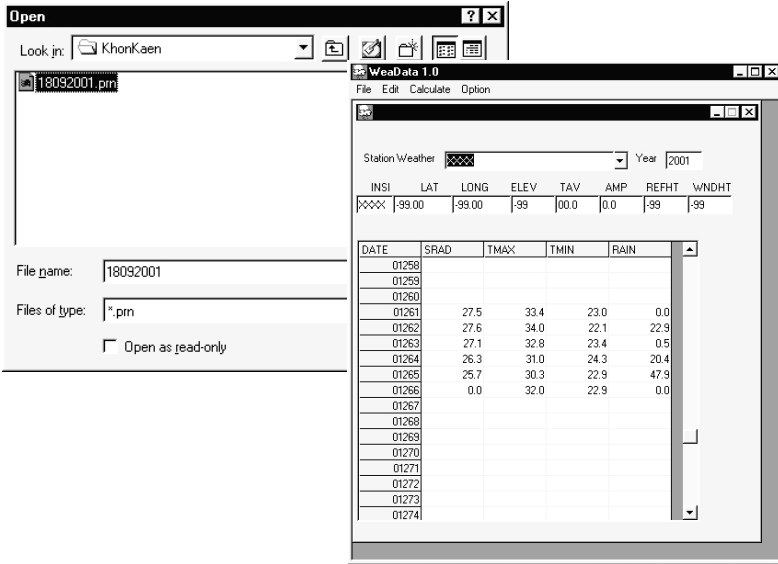 Open
Look in: KhonKaen
18092001.prn
File name: 18092001
Files of type: *.prn
Open as read-only
WeaData 1.0
File Edit Calculate Option
Station Weather XXXX Year 2001
INSI LAT LONG ELEV TAV AMP REFHT WNDHT
XXXX -99.00 -99.00 -99 00.0 0.0 -99 -99
DATE SRAD TMAX TMIN RAIN
01258
01259
01260
01261 27.5 33.4 23.0 0.0
01262 27.6 34.0 22.1 22.9
01263 27.1 32.8 23.4 0.5
01264 26.3 31.0 24.3 20.4
01265 25.7 30.3 22.9 47.9
01266 0.0 32.0 22.9 0.0
01267
01268
01269
01270
01271
01272
01273
01274